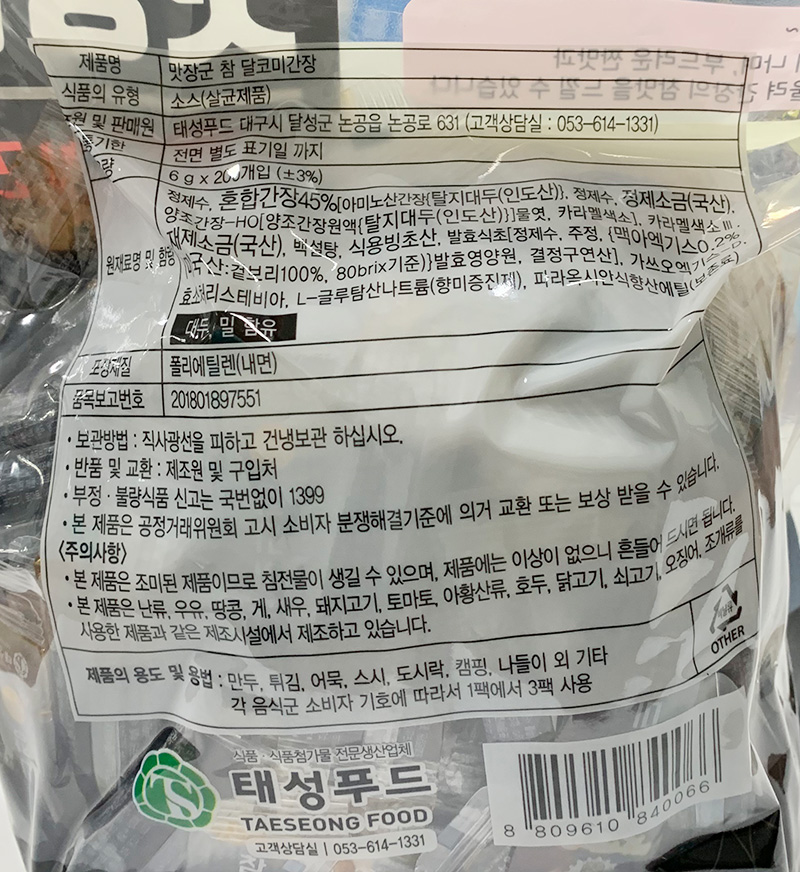 제품명 맛장군 참 달코미간장
식품의 유형 소스(살균제품)
원 및 판매원 태성푸드 대구시 달성군 논공읍 논공로 631 (고객상담실 : 053-614-1331)
통기한 전면 별도 표기일 까지
량 6 g x 200개입 (±3%)
원재료명 및 함량
정제수, 혼합간장45%[아미노산간장{탈지대두(인도산)}, 정제수, 정제소금(국산),
양조간장-HO[양조간장원액{탈지대두(인도산)}]물엿, 카라멜색소], 카라멜색소Ⅲ,
재제소금(국산), 백설탕, 식용빙초산, 발효식초[정제수, 주정, {맥아엑기스0.2%
국산:겉보리100%, 80brix기준)}발효영양원, 결정구연산], 가쓰오엑기스
효소처리스테비아, L-글루탐산나트륨(향미증진제), 파라옥시안식향산에틸(보존료)
대두, 밀 함유
포장재질 폴리에틸렌(내면)
품목보고번호 201801897551
• 보관방법 : 직사광선을 피하고 건냉보관 하십시오.
• 반품 및 교환 : 제조원 및 구입처
• 부정 · 불량식품 신고는 국번없이 1399
• 본 제품은 공정거래위원회 고시 소비자 분쟁해결기준에 의거 교환 또는 보상 받을 수 있습니다.
〈주의사항〉
• 본 제품은 조미된 제품이므로 침전물이 생길 수 있으며, 제품에는 이상이 없으니 흔들어 드시면 됩니다.
• 본 제품은 난류, 우유, 땅콩, 게, 새우, 돼지고기, 토마토, 아황산류, 호두, 닭고기, 쇠고기, 오징어, 조개류를
사용한 제품과 같은 제조시설에서 제조하고 있습니다.
OTHER
제품의 용도 및 용법 : 만두, 튀김, 어묵, 스시, 도시락, 캠핑, 나들이 외 기타
각 음식군 소비자 기호에 따라서 1팩에서 3팩 사용
식품 · 식품첨가물 전문생산업체
태성푸드
TAESEONG FOOD
고객상담실 | 053-614-1331
8 809610 840066